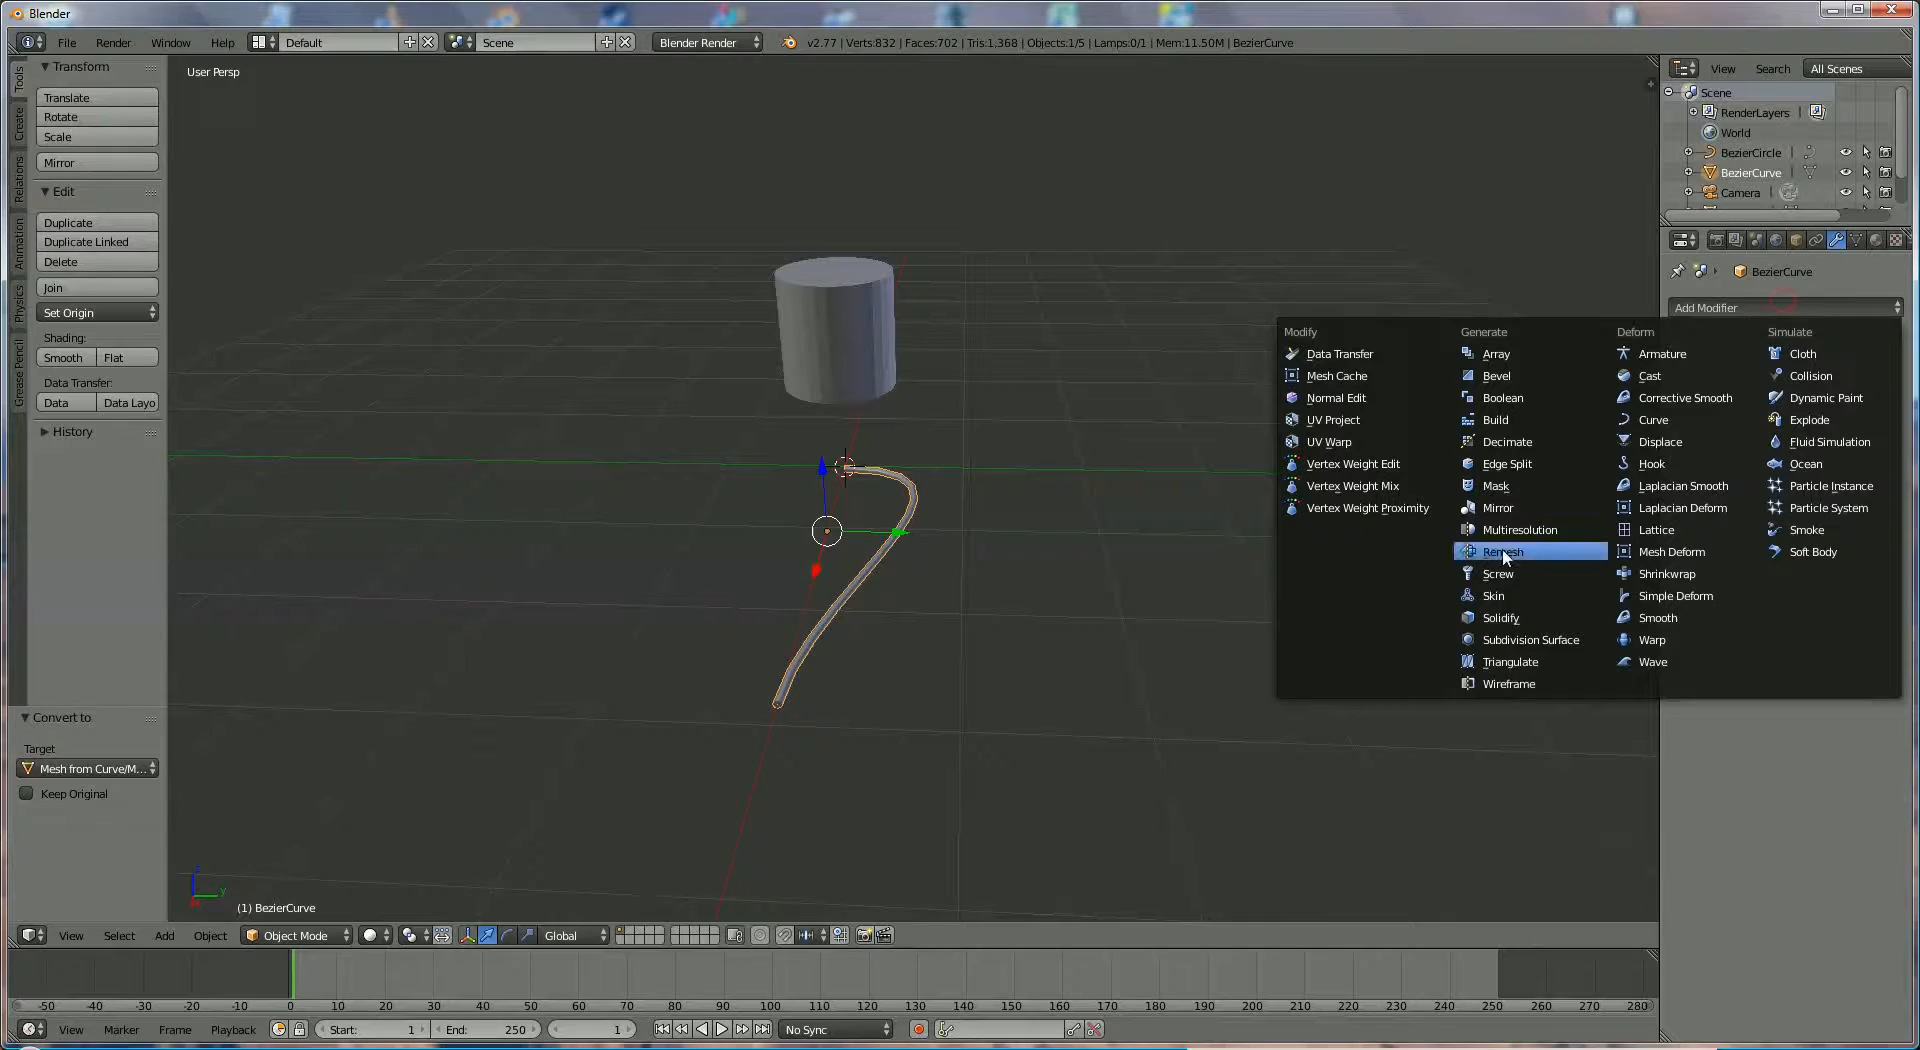 Blender
File Render Window Help Default Scene Blender Render v2.77 | Verts:832 | Faces:702 | Tris:1,368 | Objects:1/5 | Lamps:0/1 | Mem:11.50M | BezierCurve
Tools
Create
Relations
Animation
Physics
Grease Pencil
Transform
Translate
Rotate
Scale
Mirror
Edit
Duplicate
Duplicate Linked
Delete
Join
Set Origin
Shading:
Smooth Flat
Data Transfer:
Data Data Layo
History
Convert to
Target
Mesh from Curve/M...
Keep Original
User Persp
(1) BezierCurve
View Search All Scenes
Scene
RenderLayers
World
BezierCircle
BezierCurve
Camera
BezierCurve
Add Modifier
Modify
Data Transfer
Mesh Cache
Normal Edit
UV Project
UV Warp
Vertex Weight Edit
Vertex Weight Mix
Vertex Weight Proximity
Generate
Array
Bevel
Boolean
Build
Decimate
Edge Split
Mask
Mirror
Multiresolution
Remesh
Screw
Skin
Solidify
Subdivision Surface
Triangulate
Wireframe
Deform
Armature
Cast
Corrective Smooth
Curve
Displace
Hook
Laplacian Smooth
Laplacian Deform
Lattice
Mesh Deform
Shrinkwrap
Simple Deform
Smooth
Warp
Wave
Simulate
Cloth
Collision
Dynamic Paint
Explode
Fluid Simulation
Ocean
Particle Instance
Particle System
Smoke
Soft Body
View Select Add Object Object Mode Global
-50 -40 -30 -20 -10 0 10 20 30 40 50 60 70 80 90 100 110 120 130 140 150 160 170 180 190 200 210 220 230 240 250 260 270 280
View Marker Frame Playback Start: 1 End: 250 1 No Sync